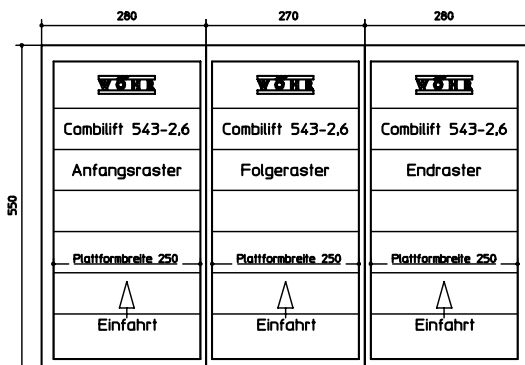 280 270 280
WÖHR WÖHR WÖHR
Combilift 543-2,6 Combilift 543-2,6 Combilift 543-2,6
Anfangsraster Folgeraster Endraster
550
Plattformbreite 250 Plattformbreite 250 Plattformbreite 250
Einfahrt Einfahrt Einfahrt